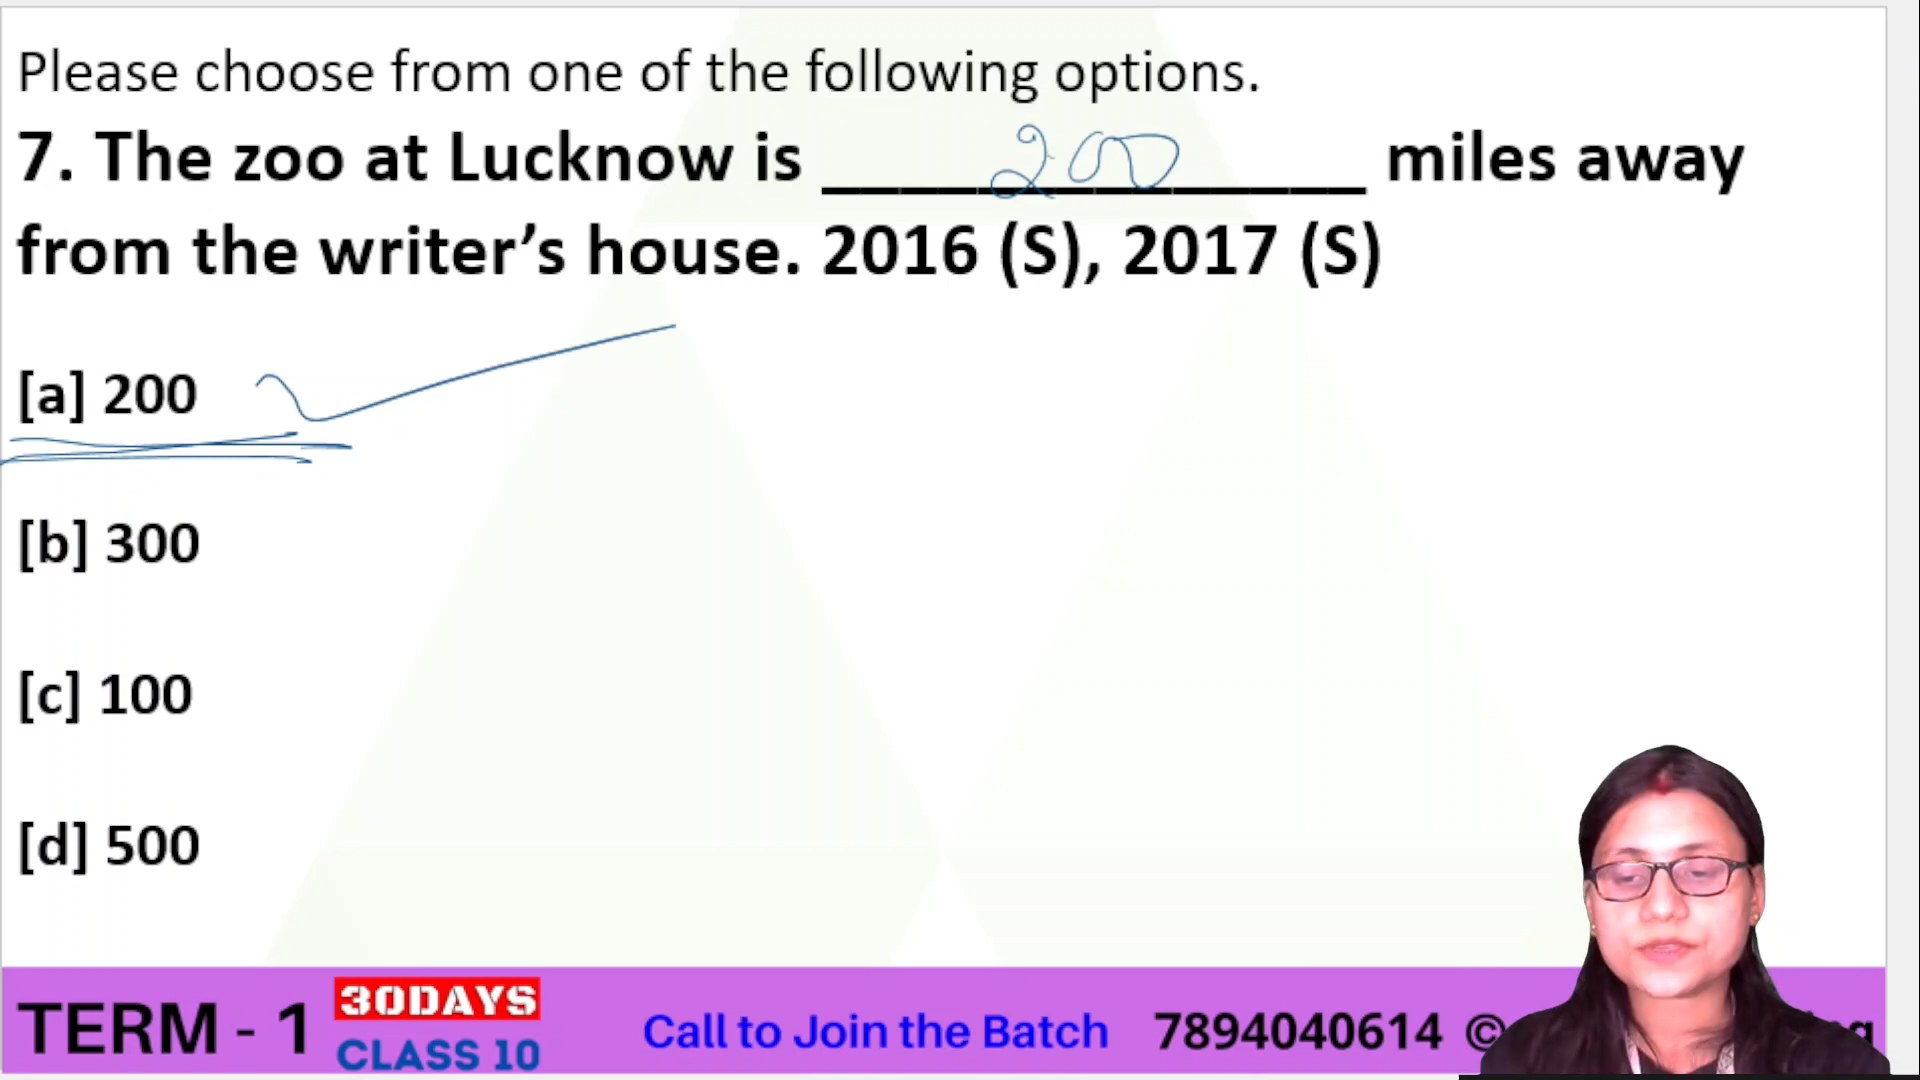 Please choose from one of the following options.
7. The zoo at Lucknow is 200 miles away
from the writer’s house. 2016 (S), 2017 (S)
[a] 200
[b] 300
[c] 100
[d] 500
TERM - 1 30DAYS CLASS 10 Call to Join the Batch 7894040614 ©